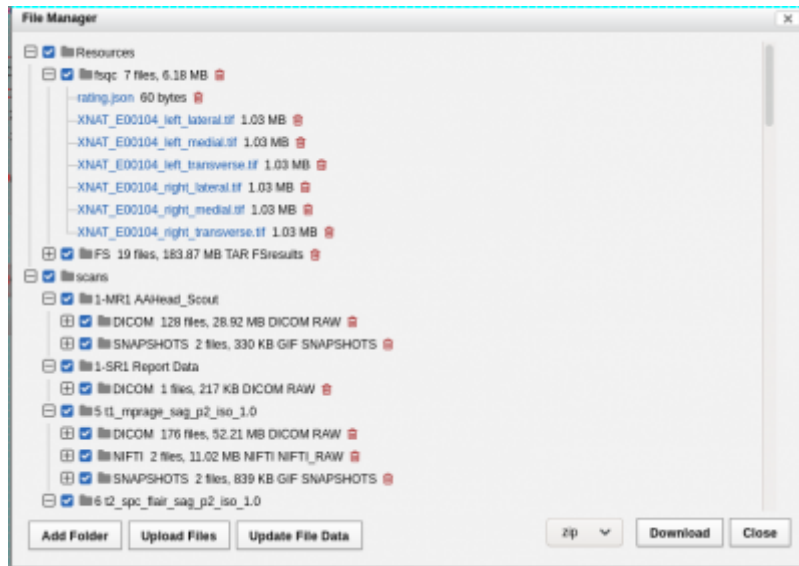 File Manager
Resources
fsqc 7 files, 6.18 MB
rating.json 60 bytes
XNAT_E00104_left_lateral.tif 1.03 MB
XNAT_E00104_left_medial.tif 1.03 MB
XNAT_E00104_left_transverse.tif 1.03 MB
XNAT_E00104_right_lateral.tif 1.03 MB
XNAT_E00104_right_medial.tif 1.03 MB
XNAT_E00104_right_transverse.tif 1.03 MB
FS 19 files, 183.87 MB TAR FSresults
scans
1-MR1 AAHead_Scout
DICOM 128 files, 28.92 MB DICOM RAW
SNAPSHOTS 2 files, 330 KB GIF SNAPSHOTS
1-SR1 Report Data
DICOM 1 files, 217 KB DICOM RAW
5 t1_mprage_sag_p2_iso_1.0
DICOM 176 files, 52.21 MB DICOM RAW
NIFTI 2 files, 11.02 MB NIFTI NIFTI_RAW
SNAPSHOTS 2 files, 839 KB GIF SNAPSHOTS
6 t2_spc_flair_sag_p2_iso_1.0
Add Folder Upload Files Update File Data zip Download Close